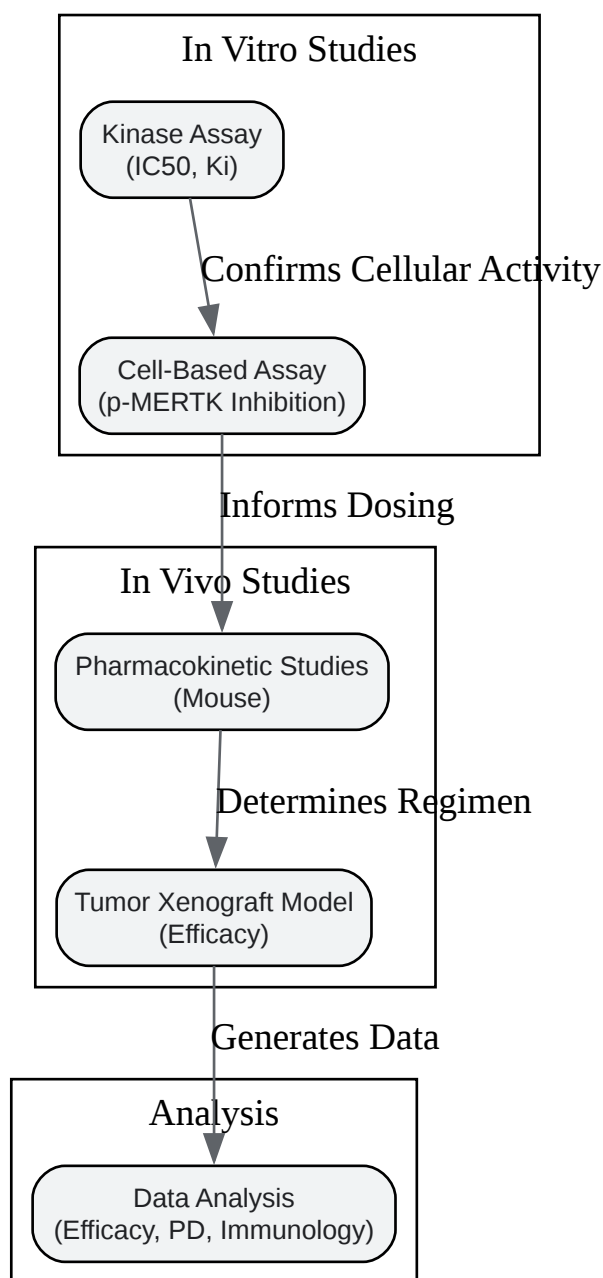 In Vitro Studies
Kinase Assay
(IC50, Ki)
Confirms Cellular Activity
Cell-Based Assay
(p-MERTK Inhibition)
Informs Dosing
In Vivo Studies
Pharmacokinetic Studies
(Mouse)
Determines Regimen
Tumor Xenograft Model
(Efficacy)
Generates Data
Analysis
Data Analysis
(Efficacy, PD, Immunology)